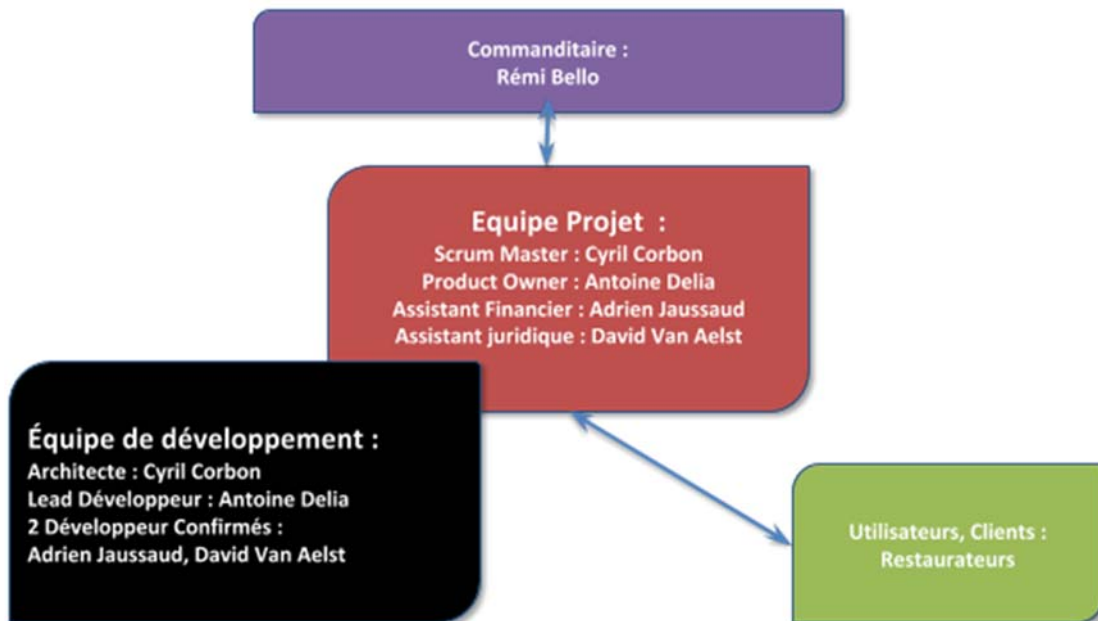 Commanditaire :
Rémi Bello
Equipe Projet :
Scrum Master : Cyril Corbon
Product Owner : Antoine Delia
Assistant Financier : Adrien Jaussaud
Assistant juridique : David Van Aelst
Équipe de développement :
Architecte : Cyril Corbon
Lead Développeur : Antoine Delia
2 Développeur Confirmés :
Adrien Jaussaud, David Van Aelst
Utilisateurs, Clients :
Restaurateurs